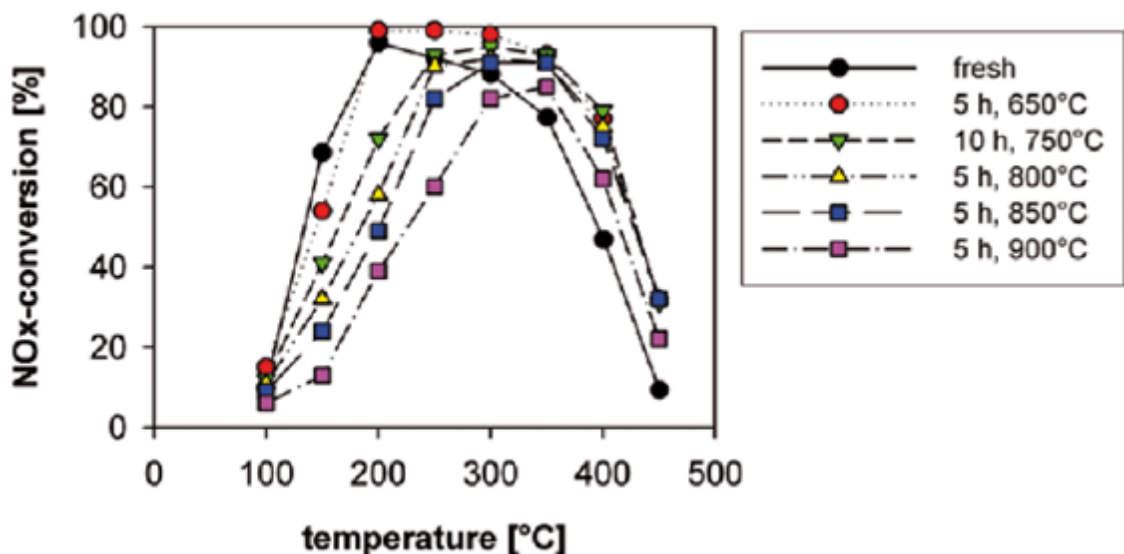 NOx-conversion [%]
100
80
60
40
20
0
0 100 200 300 400 500
temperature [°C]
fresh
5 h, 650°C
10 h, 750°C
5 h, 800°C
5 h, 850°C
5 h, 900°C